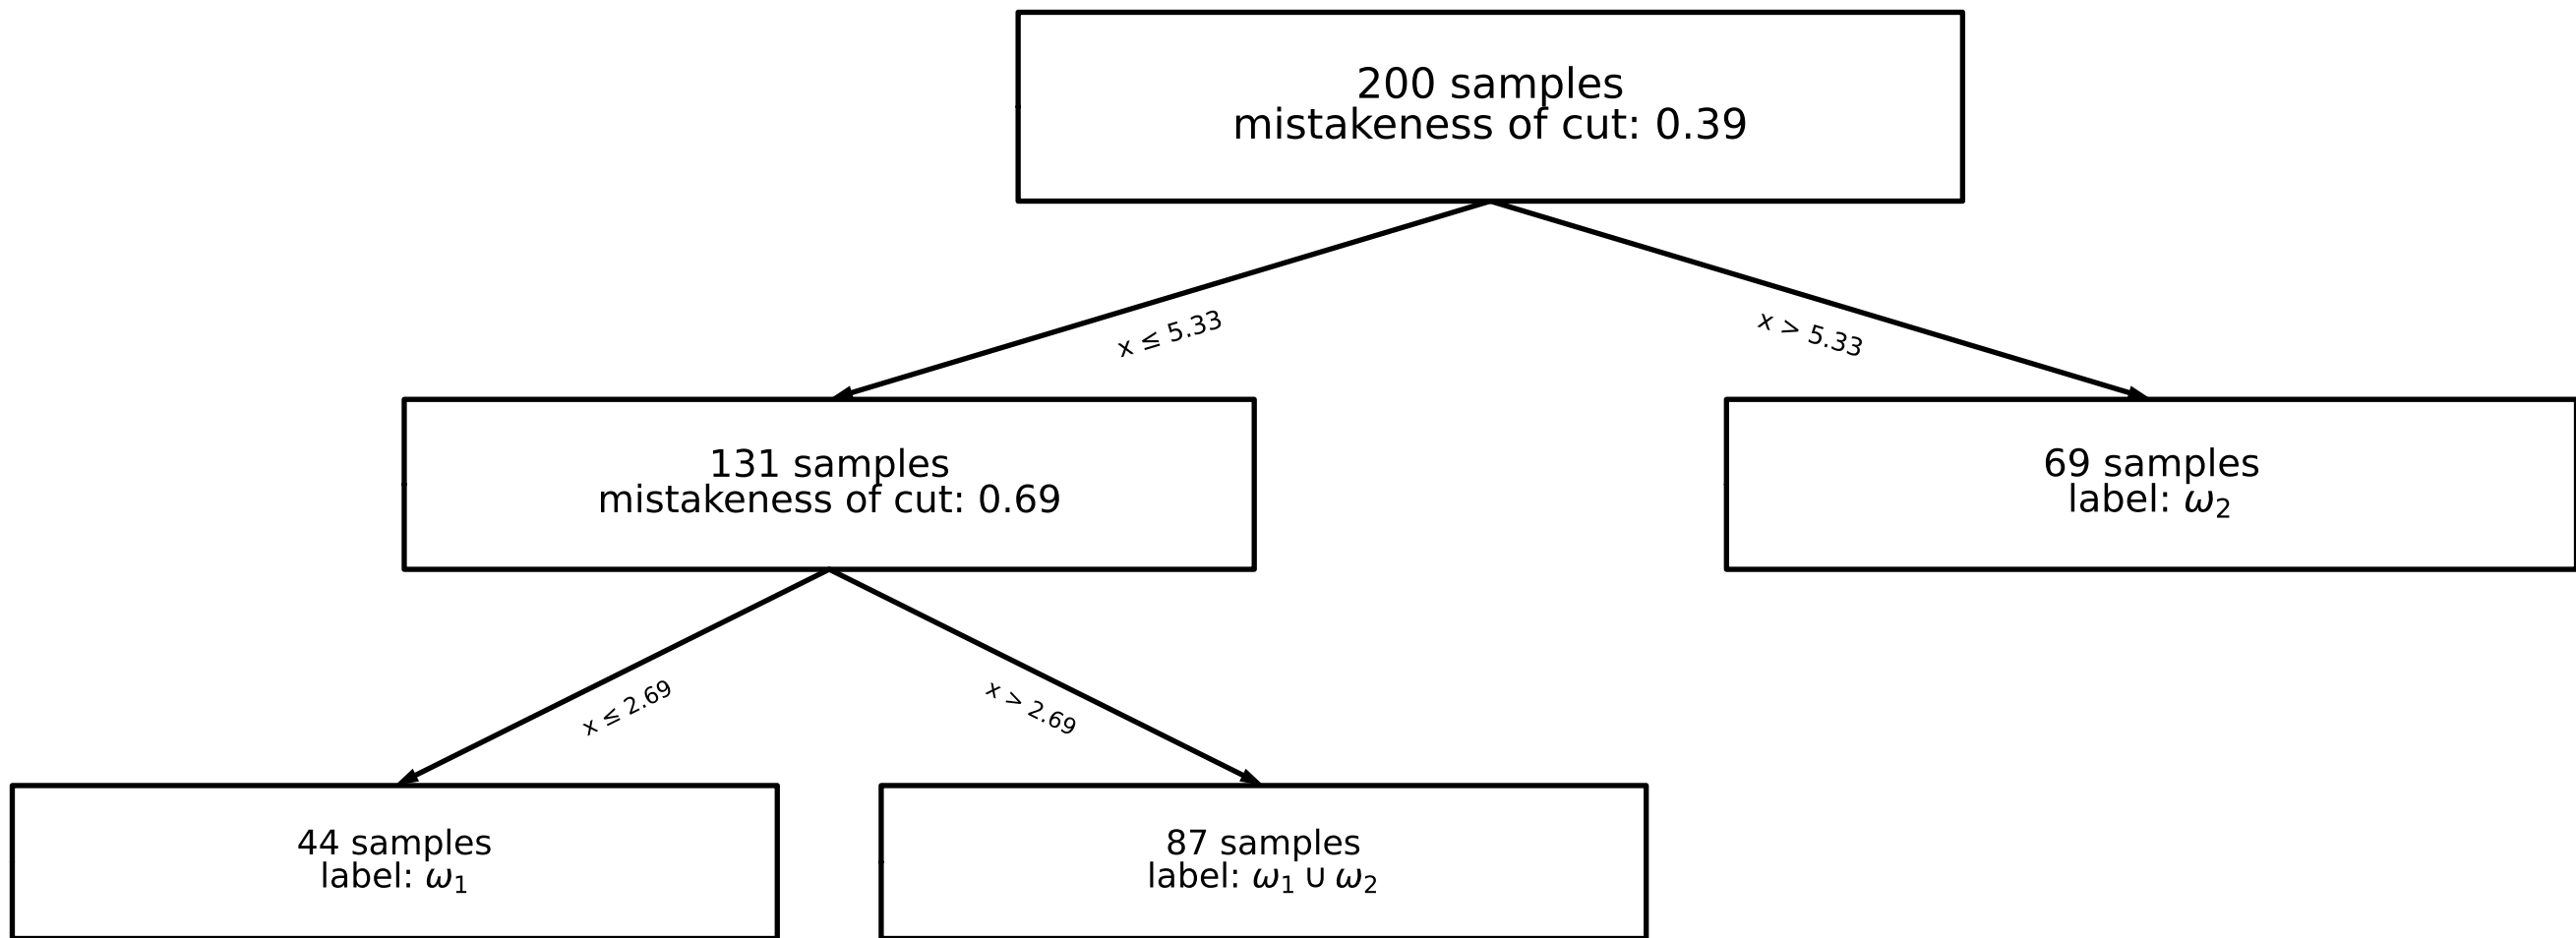 200 samples
mistakeness of cut: 0.39
x ≤ 5.33
x > 5.33
131 samples
mistakeness of cut: 0.69
69 samples
label: ω₂
x ≤ 2.69
x > 2.69
44 samples
label: ω₁
87 samples
label: ω₁ ∪ ω₂